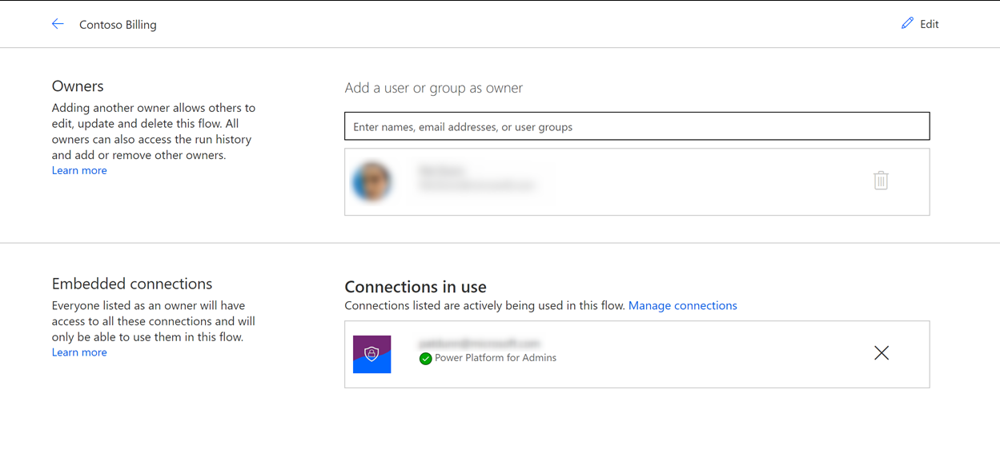 Contoso Billing
Edit
Owners
Adding another owner allows others to
edit, update and delete this flow. All
owners can also access the run history
and add or remove other owners.
Learn more
Add a user or group as owner
Enter names, email addresses, or user groups
Embedded connections
Everyone listed as an owner will have
access to all these connections and will
only be able to use them in this flow.
Learn more
Connections in use
Connections listed are actively being used in this flow. Manage connections
Power Platform for Admins